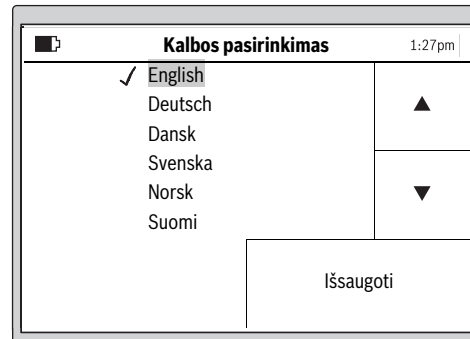 Kalbos pasirinkimas 1:27pm
English
Deutsch
Dansk
Svenska
Norsk
Suomi
Išsaugoti